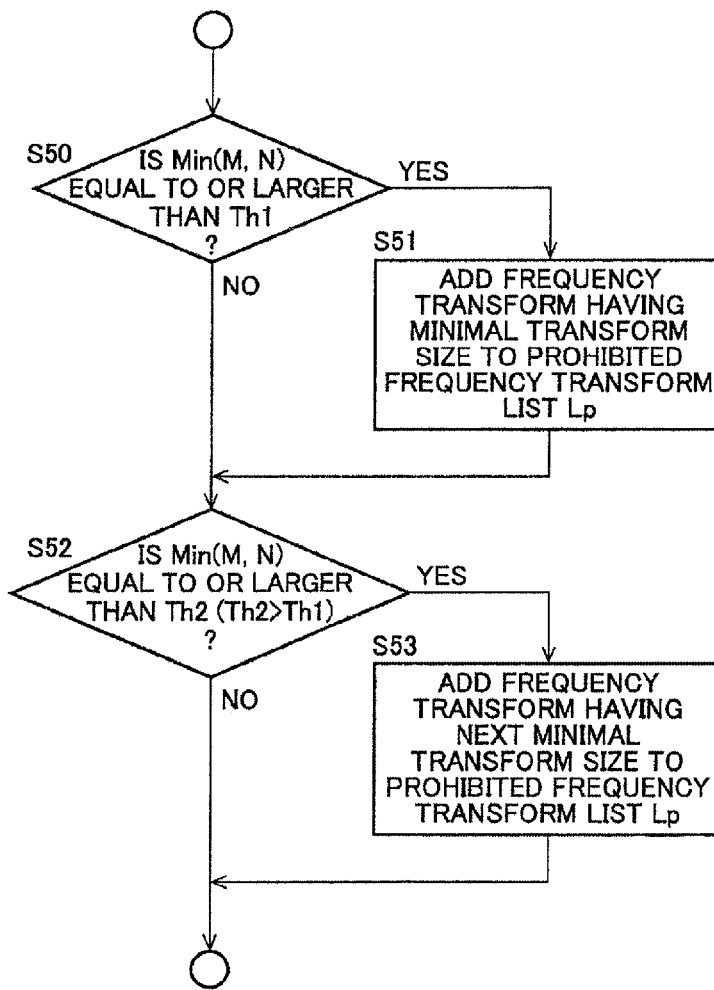 S50
IS Min(M, N)
EQUAL TO OR LARGER
THAN Th1
?
YES
NO
S51
ADD FREQUENCY
TRANSFORM HAVING
MINIMAL TRANSFORM
SIZE TO PROHIBITED
FREQUENCY TRANSFORM
LIST Lp
S52
IS Min(M, N)
EQUAL TO OR LARGER
THAN Th2 (Th2>Th1)
?
YES
NO
S53
ADD FREQUENCY
TRANSFORM HAVING
NEXT MINIMAL
TRANSFORM SIZE TO
PROHIBITED FREQUENCY
TRANSFORM LIST Lp